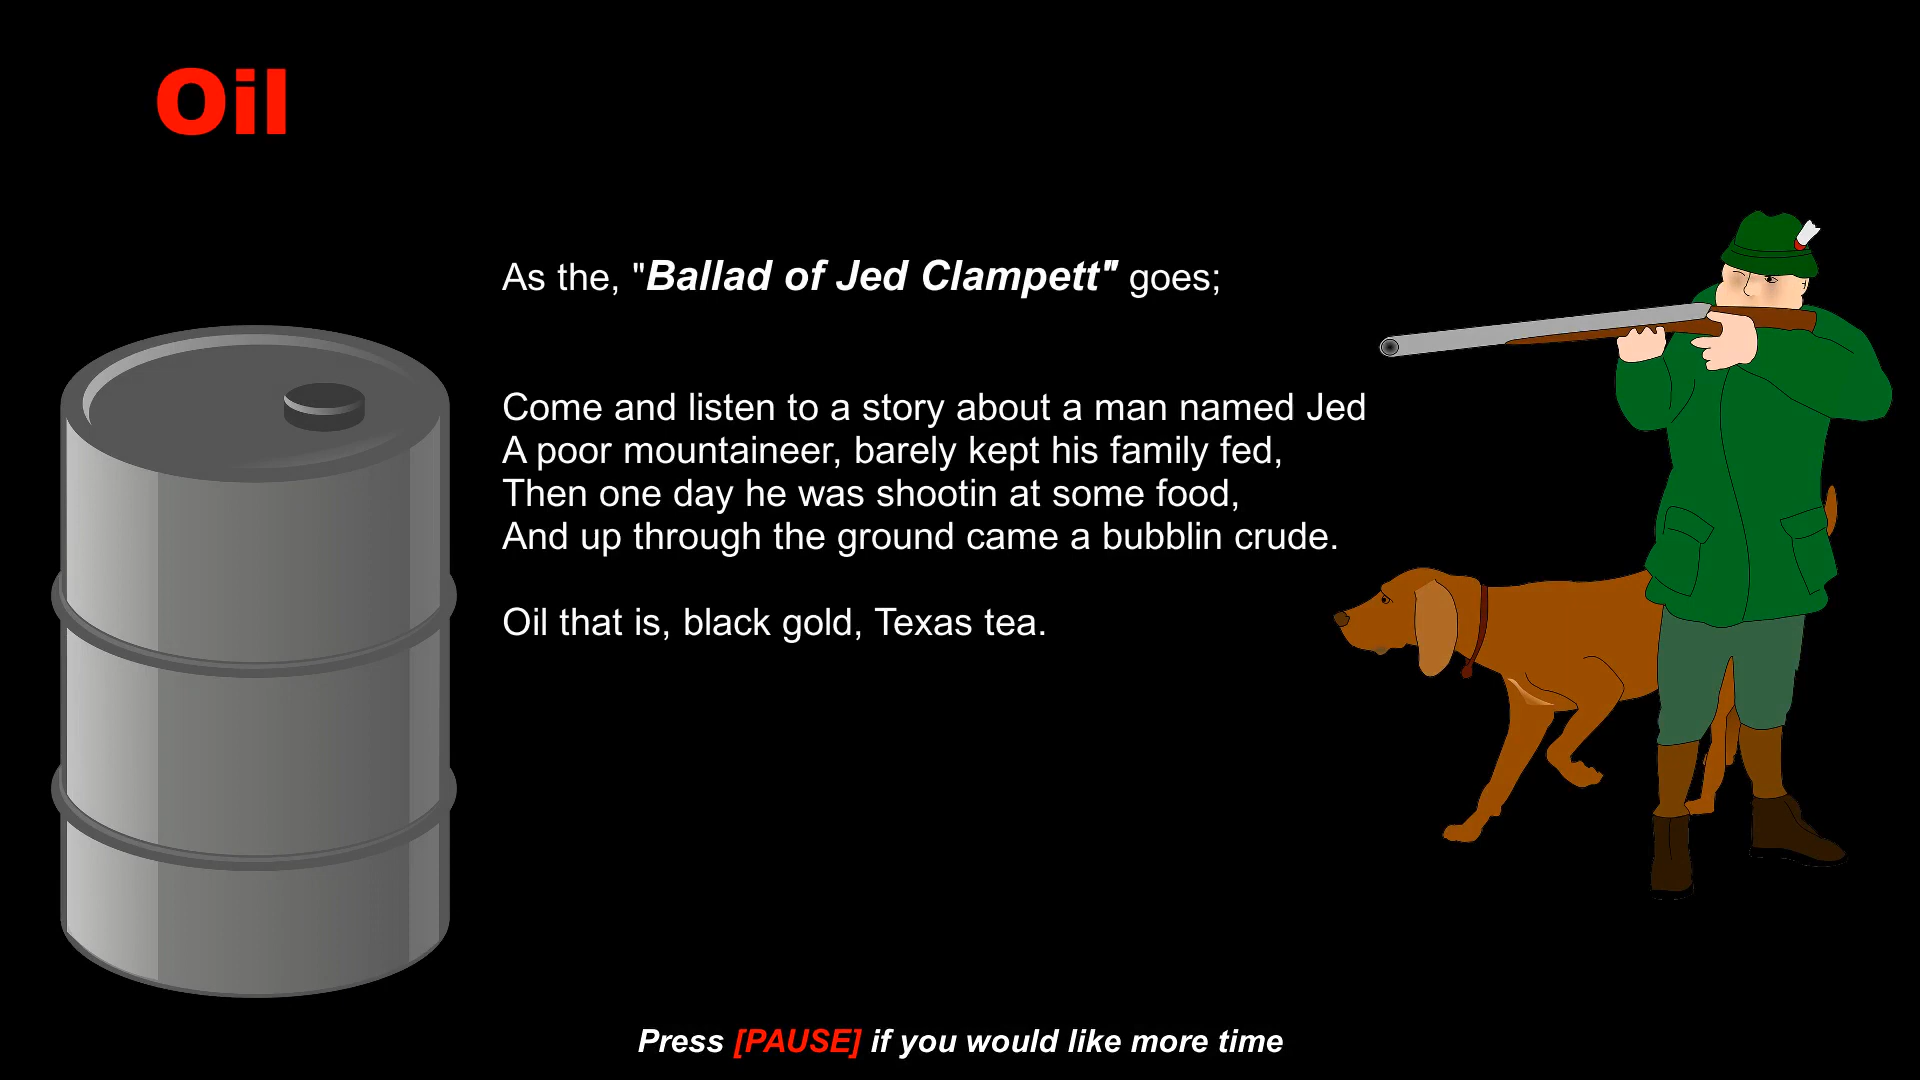 Oil
As the, "Ballad of Jed Clampett" goes;
Come and listen to a story about a man named Jed
A poor mountaineer, barely kept his family fed,
Then one day he was shootin at some food,
And up through the ground came a bubblin crude.
Oil that is, black gold, Texas tea.
Press [PAUSE] if you would like more time